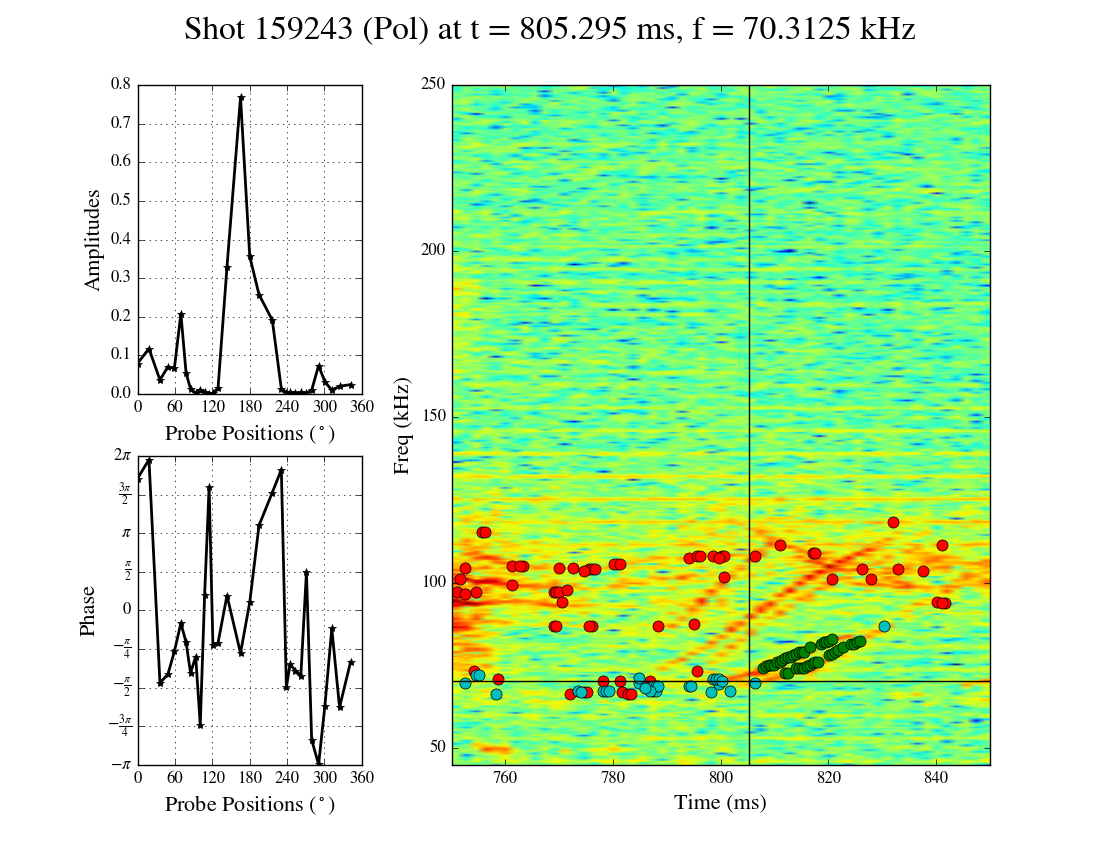 Shot 159243 (Pol) at t = 805.295 ms, f = 70.3125 kHz
Amplitudes
0.8
0.7
0.6
0.5
0.4
0.3
0.2
0.1
0.0
0 60 120 180 240 300 360
Probe Positions (°)
Phase
2π
3π/2
π
π/2
0
−π/4
−π/2
−3π/4
−π
0 60 120 180 240 300 360
Probe Positions (°)
Freq (kHz)
250
200
150
100
50
760 780 800 820 840
Time (ms)